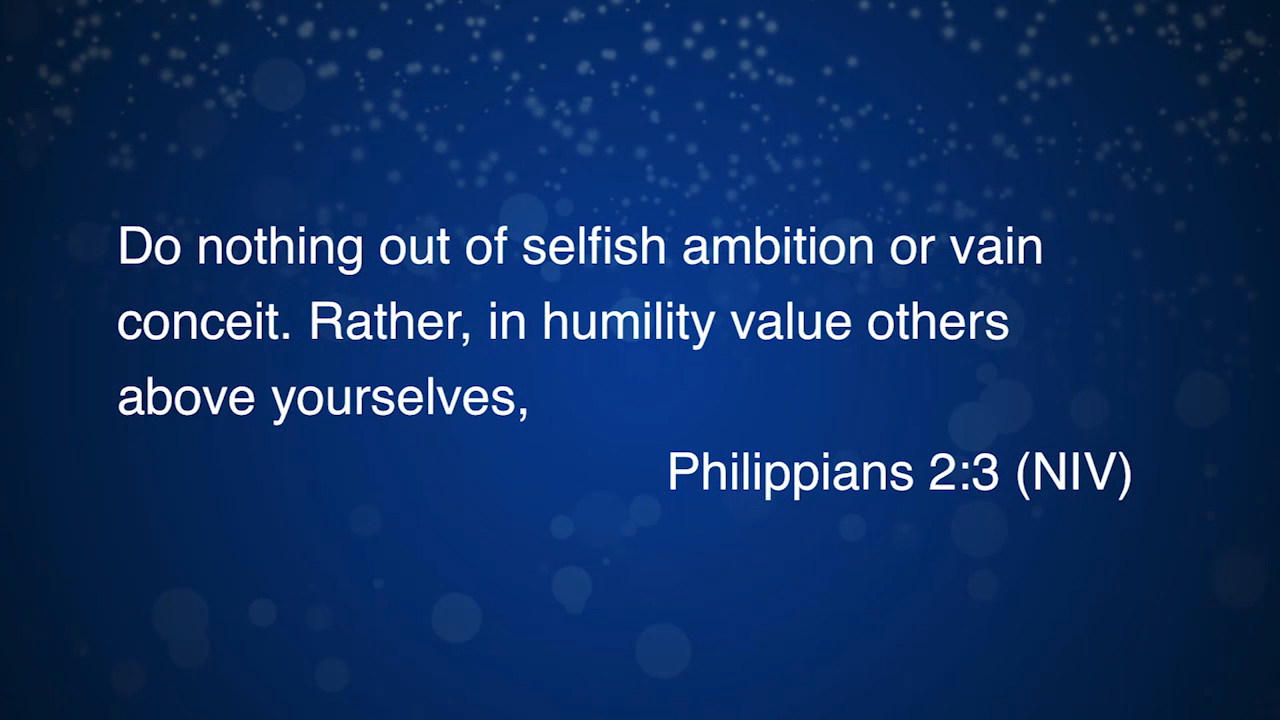 Do nothing out of selfish ambition or vain
conceit. Rather, in humility value others
above yourselves,
Philippians 2:3 (NIV)